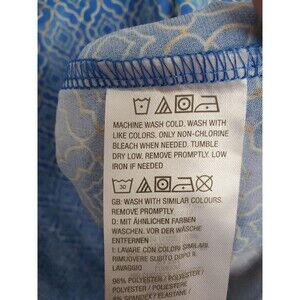 MACHINE WASH COLD. WASH WITH
LIKE COLORS. ONLY NON-CHLORINE
BLEACH WHEN NEEDED. TUMBLE
DRY LOW. REMOVE PROMPTLY. LOW
IRON IF NEEDED
30
GB: WASH WITH SIMILAR COLOURS.
REMOVE PROMPTLY
D: MIT ÄHNLICHEN FARBEN
WASCHEN. VOR DER WÄSCHE
ENTFERNEN
I: LAVARE CON COLORI SIMILARI.
RIMUOVERE SUBITO DOPO IL
LAVAGGIO
96% POLYESTER / POLYESTER /
POLIESTERE
SPANDEX / ELASTANE /